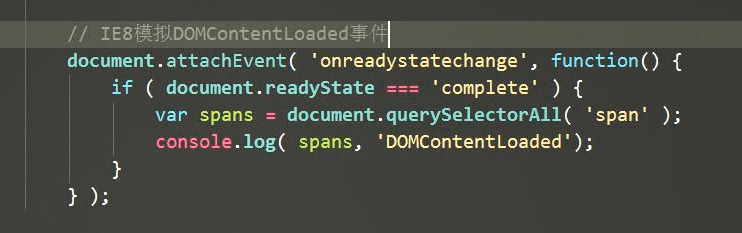 // IE8模拟DOMContentLoaded事件
document.attachEvent( 'onreadystatechange', function() {
if ( document.readyState === 'complete' ) {
var spans = document.querySelectorAll( 'span' );
console.log( spans, 'DOMContentLoaded');
}
} );